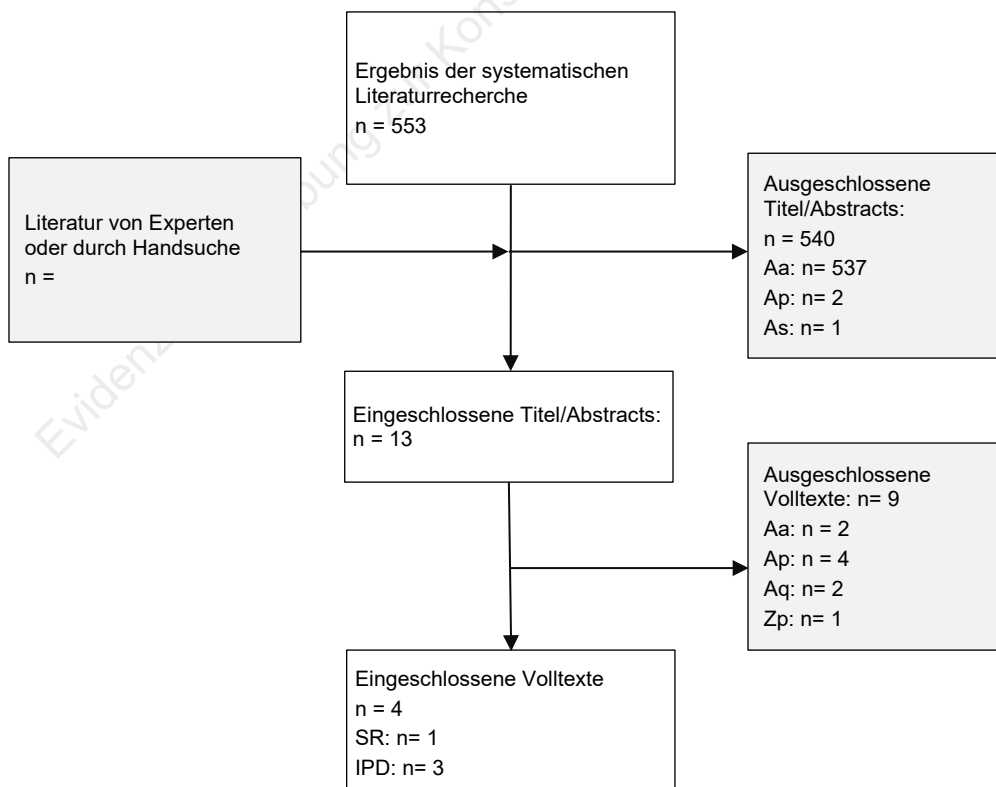 Ergebnis der systematischen
Literaturrecherche
n = 553
Literatur von Experten
oder durch Handsuche
n =
Ausgeschlossene
Titel/Abstracts:
n = 540
Aa: n= 537
Ap: n= 2
As: n= 1
Eingeschlossene Titel/Abstracts:
n = 13
Ausgeschlossene
Volltexte: n= 9
Aa: n = 2
Ap: n = 4
Aq: n= 2
Zp: n= 1
Eingeschlossene Volltexte
n = 4
SR: n= 1
IPD: n= 3